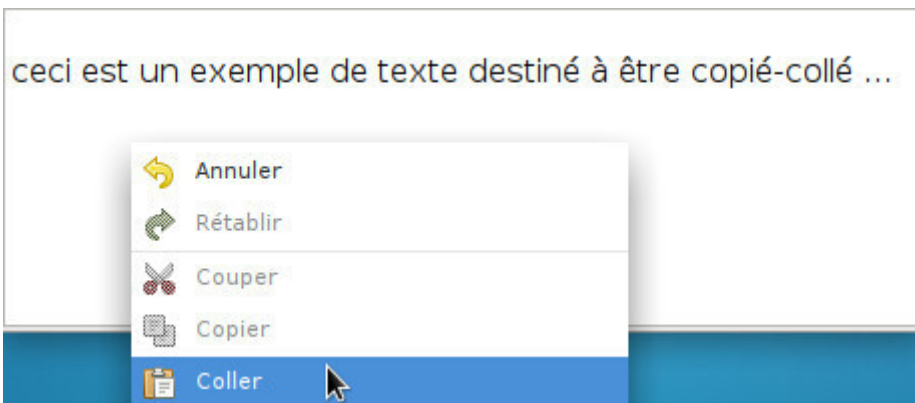 ceci est un exemple de texte destiné à être copié-collé ...
Annuler
Rétablir
Couper
Copier
Coller